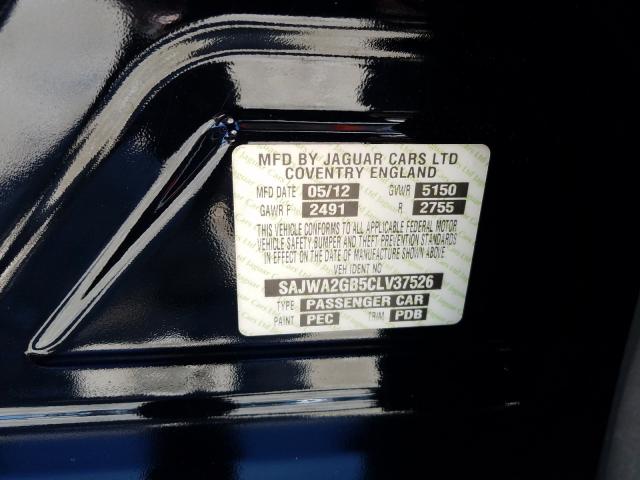 MFD BY JAGUAR CARS LTD
COVENTRY ENGLAND
MFD DATE 05/12 GVWR 5150
GAWR F 2491 R 2755
THIS VEHICLE CONFORMS TO ALL APPLICABLE FEDERAL MOTOR
VEHICLE SAFETY, BUMPER AND THEFT PREVENTION STANDARDS
IN EFFECT ON THE DATE OF MANUFACTURE SHOWN ABOVE
VEH IDENT NO
SAJWA2GB5CLV37526
TYPE PASSENGER CAR
PAINT PEC TRIM PDB